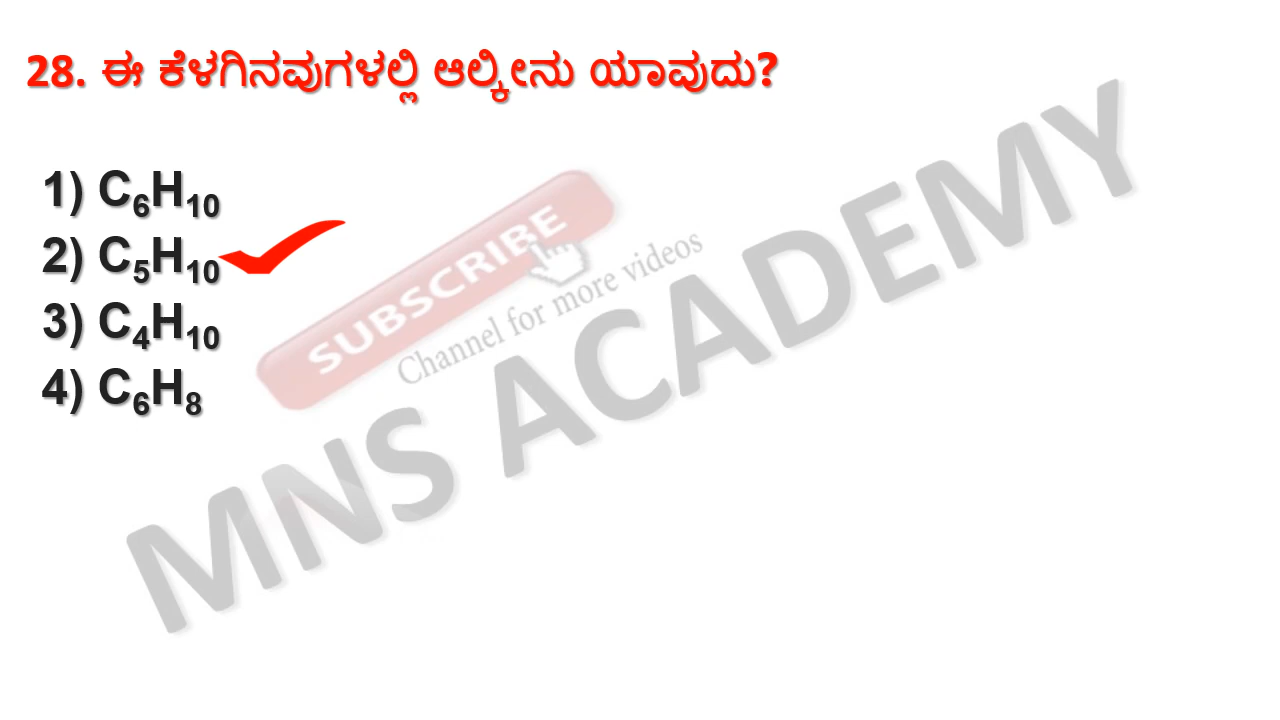 28. ಈ ಕೆಳಗಿನವುಗಳಲ್ಲಿ ಆಲ್ಕೀನು ಯಾವುದು?
1) C₆H₁₀
2) C₅H₁₀
3) C₄H₁₀
4) C₆H₈
SUBSCRIBE
Channel for more videos
MNS ACADEMY